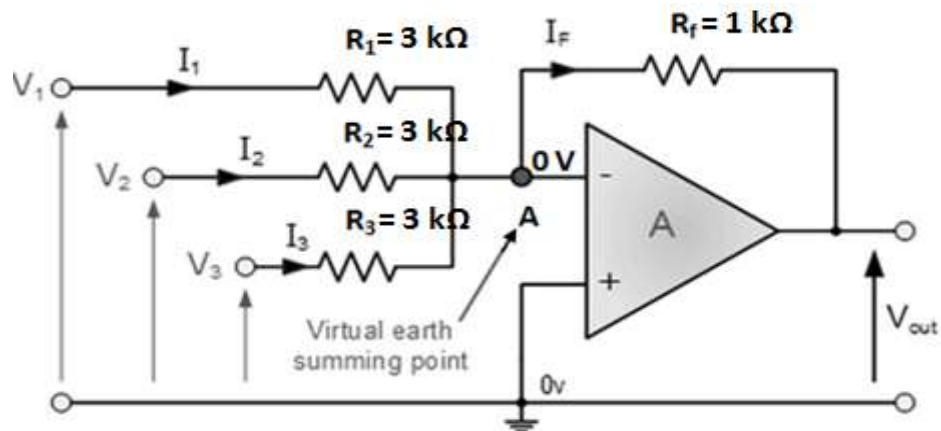 R₁= 3 kΩ
I_F
R_f= 1 kΩ
V₁
I₁
R₂= 3 kΩ
V₂
I₂
0 V
-
R₃= 3 kΩ
A
A
V₃
I₃
+
Virtual earth
summing point
V_out
0v